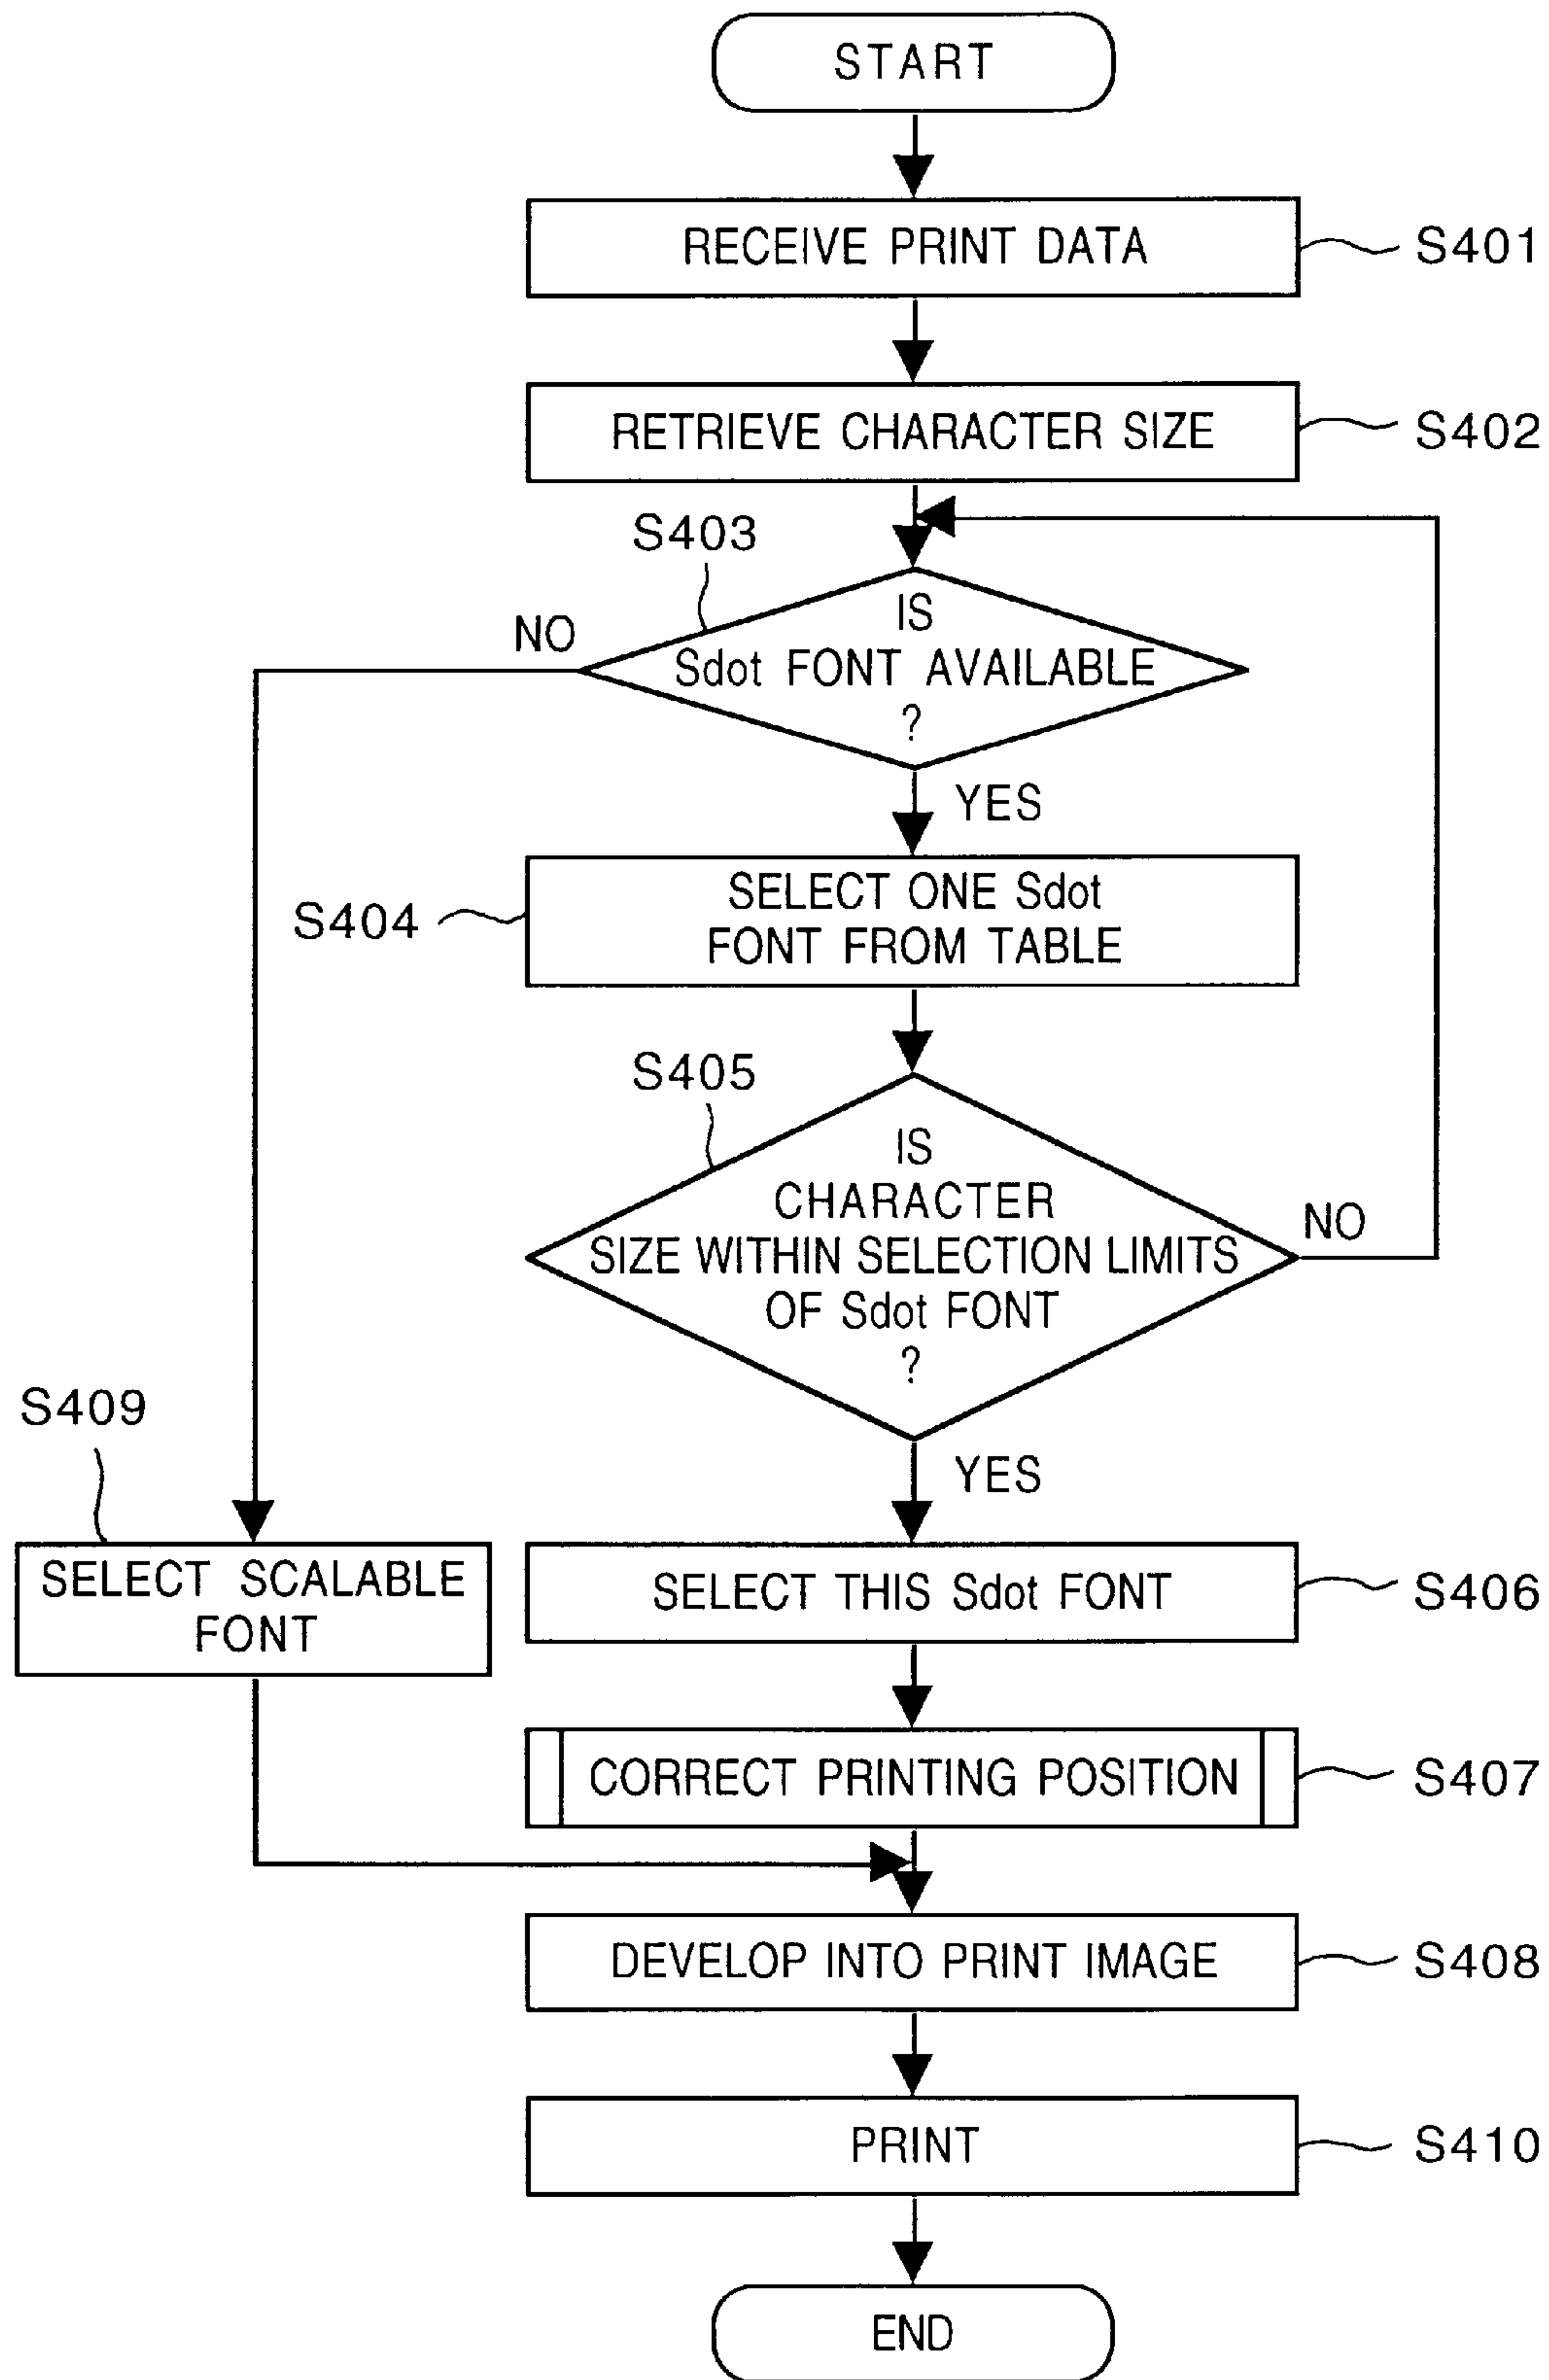 START
RECEIVE PRINT DATA
S401
RETRIEVE CHARACTER SIZE
S402
S403
NO
IS
Sdot FONT AVAILABLE
?
YES
S404
SELECT ONE Sdot
FONT FROM TABLE
S405
IS
CHARACTER
SIZE WITHIN SELECTION LIMITS
OF Sdot FONT
?
NO
YES
S409
SELECT SCALABLE
FONT
SELECT THIS Sdot FONT
S406
CORRECT PRINTING POSITION
S407
DEVELOP INTO PRINT IMAGE
S408
PRINT
S410
END